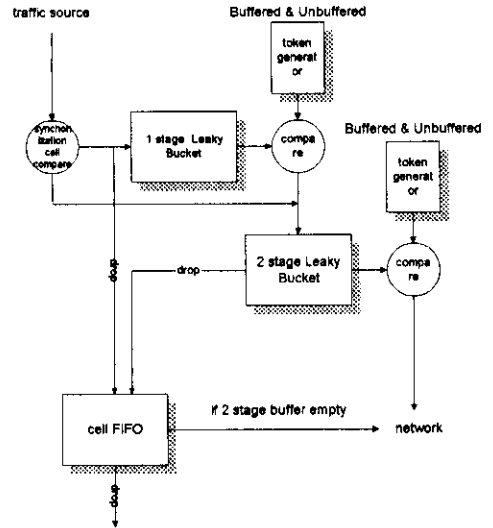 traffic source
Buffered & Unbuffered
token
generat
or
synchon
ization
cell
compare
1 stage Leaky
Bucket
compa
re
Buffered & Unbuffered
token
generat
or
drop
drop
2 stage Leaky
Bucket
compa
re
cell FIFO
If 2 stage buffer empty
network
drop